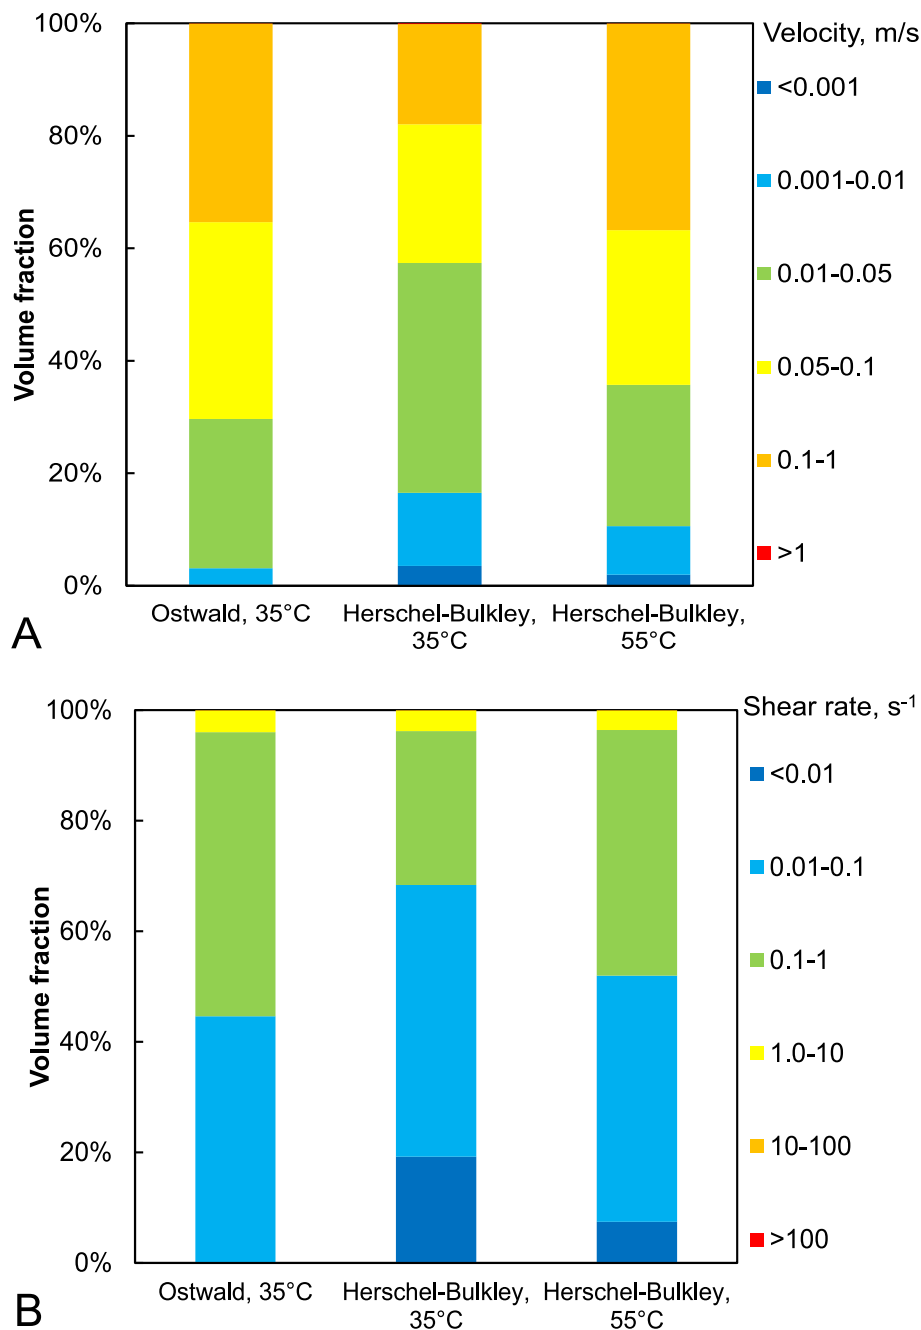 100%
80%
60%
40%
20%
0%
Volume fraction
Ostwald, 35°C
Herschel-Bulkley,
35°C
Herschel-Bulkley,
55°C
Velocity, m/s
<0.001
0.001-0.01
0.01-0.05
0.05-0.1
0.1-1
>1
A
100%
80%
60%
40%
20%
0%
Volume fraction
Ostwald, 35°C
Herschel-Bulkley,
35°C
Herschel-Bulkley,
55°C
Shear rate, s⁻¹
<0.01
0.01-0.1
0.1-1
1.0-10
10-100
>100
B